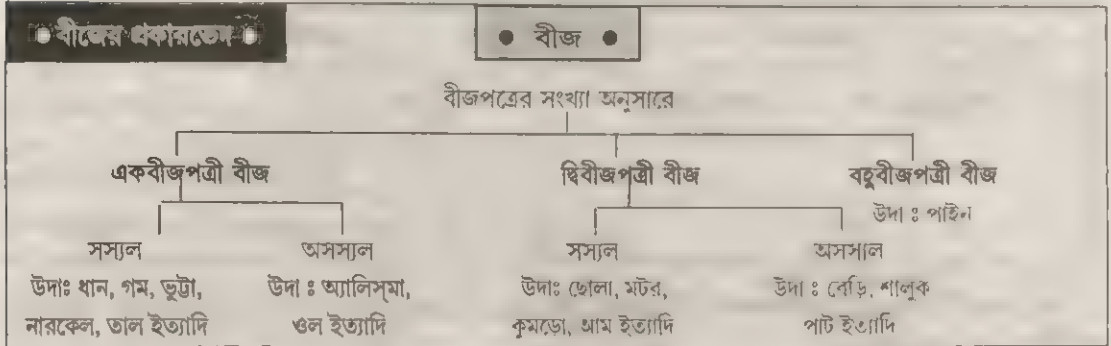 ● বীজের প্রকারভেদ ●
● বীজ ●
বীজপত্রের সংখ্যা অনুসারে
একবীজপত্রী বীজ
দ্বিবীজপত্রী বীজ
বহুবীজপত্রী বীজ
উদা ঃ পাইন
সস্যল
অসস্যল
সস্যল
অসস্যল
উদাঃ ধান, গম, ভুট্টা,
নারকেল, তাল ইত্যাদি
উদা ঃ অ্যালিস্‌মা,
ওল ইত্যাদি
উদাঃ ছোলা, মটর,
কুমড়ো, আম ইত্যাদি
উদা ঃ রেড়ি, শালুক
পাট ইত্যাদি